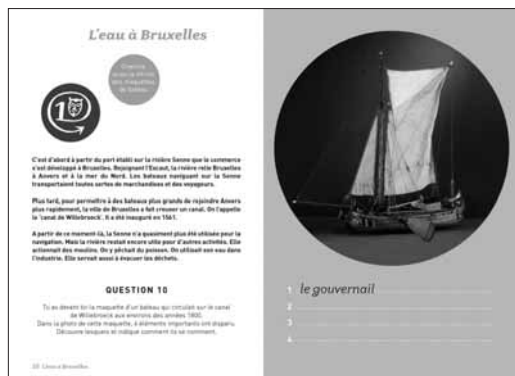 L'eau à Bruxelles
C'est d'abord à partir du port établi sur la rivière Senne que le commerce
s'est développé à Bruxelles. Rejoignant l'Escaut, la rivière relie Bruxelles
à Anvers et à la mer du Nord. Les bateaux naviguant sur la Senne
transportaient toutes sortes de marchandises et des voyageurs.
Plus tard, pour permettre à des bateaux plus grands de rejoindre Anvers
plus rapidement, la ville de Bruxelles a fait creuser un canal. On l'appelle
le 'canal de Willebroeck'. Il a été inauguré en 1561.
A partir de ce moment-là, la Senne n'a quasiment plus été utilisée pour la
navigation. Mais la rivière restait encore utile pour d'autres activités. Elle
actionnait des moulins. On y pêchait du poisson. On utilisait son eau dans
l'industrie. Elle servait aussi à évacuer les déchets.
QUESTION 10
Tu as devant toi la maquette d'un bateau qui circulait sur le canal
de Willebroeck aux environs des années 1800.
Dans la photo de cette maquette, 4 éléments importants ont disparu.
Découvre lesquels et indique comment ils se nomment.
L'eau à Bruxelles
1 le gouvernail
2
3
4